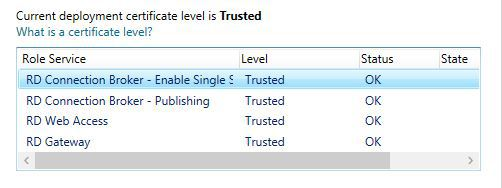 Current deployment certificate level is Trusted
What is a certificate level?
Role Service Level Status State
RD Connection Broker - Enable Single S Trusted OK
RD Connection Broker - Publishing Trusted OK
RD Web Access Trusted OK
RD Gateway Trusted OK